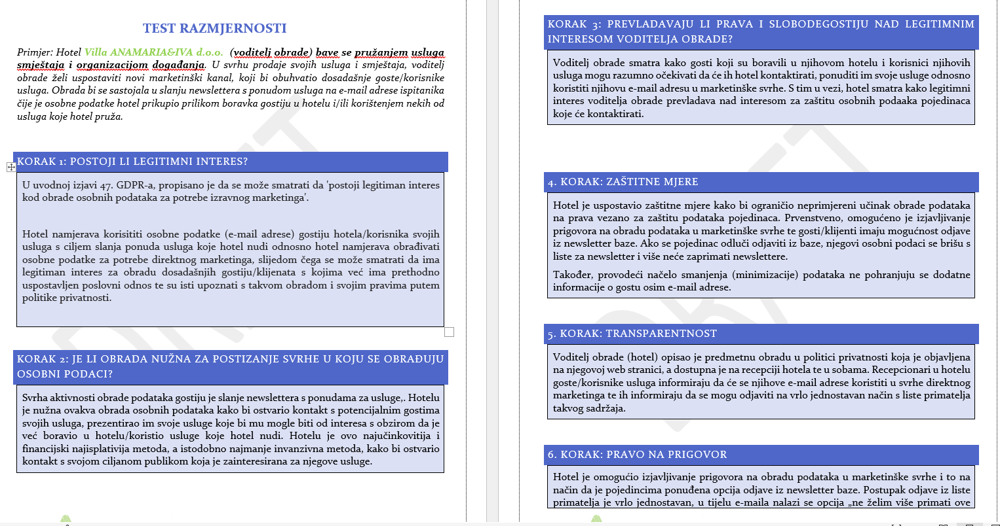 TEST RAZMJERNOSTI
Primjer: Hotel Villa ANAMARIA&IVA d.o.o. (voditelj obrade) bave se pružanjem usluga
smještaja i organizacijom događanja. U svrhu prodaje svojih usluga i smještaja, voditelj
obrade želi uspostaviti novi marketinški kanal, koji bi obuhvatio dosadašnje goste/korisnike
usluga. Obrada bi se sastojala u slanju newslettera s ponudom usluga na e-mail adrese ispitanika
čije je osobne podatke hotel prikupio prilikom boravka gostiju u hotelu i/ili korištenjem nekih od
usluga koje hotel pruža.
KORAK 1: POSTOJI LI LEGITIMNI INTERES?
U uvodnoj izjavi 47. GDPR-a, propisano je da se može smatrati da 'postoji legitiman interes
kod obrade osobnih podataka za potrebe izravnog marketinga'.
Hotel namjerava korisititi osobne podatke (e-mail adrese) gostiju hotela/korisnika svojih
usluga s ciljem slanja ponuda usluga koje hotel nudi odnosno hotel namjerava obrađivati
osobne podatke za potrebe direktnog marketinga, slijedom čega se može smatrati da ima
legitiman interes za obradu dosadašnjih gostiju/klijenata s kojima već ima prethodno
uspostavljen poslovni odnos te su isti upoznati s takvom obradom i svojim pravima putem
politike privatnosti.
KORAK 2: JE LI OBRADA NUŽNA ZA POSTIZANJE SVRHE U KOJU SE OBRAĐUJU
OSOBNI PODACI?
Svrha aktivnosti obrade podataka gostiju je slanje newslettera s ponudama za usluge,. Hotelu
je nužna ovakva obrada osobnih podataka kako bi ostvario kontakt s potencijalnim gostima
svojih usluga, prezentirao im svoje usluge koje bi mu mogle biti od interesa s obzirom da je
već boravio u hotelu/koristio usluge koje hotel nudi. Hotelu je ovo najučinkovitija i
financijski najisplativija metoda, a istodobno najmanje invanzivna metoda, kako bi ostvario
kontakt s svojom ciljanom publikom koja je zainteresirana za njegove usluge.
KORAK 3: PREVLADAVAJU LI PRAVA I SLOBODEGOSTIJU NAD LEGITIMNIM
INTERESOM VODITELJA OBRADE?
Voditelj obrade smatra kako gosti koji su boravili u njihovom hotelu i korisnici njihovih
usluga mogu razumno očekivati da će ih hotel kontaktirati, ponuditi im svoje usluge odnosno
koristiti njihovu e-mail adresu u marketinške svrhe. S tim u vezi, hotel smatra kako legitimni
interes voditelja obrade prevladava nad interesom za zaštitu osobnih podaaka pojedinaca
koje će kontaktirati.
4. KORAK: ZAŠTITNE MJERE
Hotel je uspostavio zaštitne mjere kako bi ograničio neprimjereni učinak obrade podataka
na prava vezano za zaštitu podataka pojedinaca. Prvenstveno, omogućeno je izjavljivanje
prigovora na obradu podataka u marketinške svrhe te gosti/klijenti imaju mogućnost odjave
iz newsletter baze. Ako se pojedinac odluči odjaviti iz baze, njegovi osobni podaci se brišu s
liste za newsletter i više neće zaprimati newslettere.
Također, provodeći načelo smanjenja (minimizacije) podataka ne pohranjuju se dodatne
informacije o gostu osim e-mail adrese.
5. KORAK: TRANSPARENTNOST
Voditelj obrade (hotel) opisao je predmetnu obradu u politici privatnosti koja je objavljena
na njegovoj web stranici, a dostupna je na recepciji hotela te u sobama. Recepcionari u hotelu
goste/korisnike usluga informiraju da će se njihove e-mail adrese koristiti u svrhe direktnog
marketinga te ih informiraju da se mogu odjaviti na vrlo jednostavan način s liste primatelja
takvog sadržaja.
6. KORAK: PRAVO NA PRIGOVOR
Hotel je omogućio izjavljivanje prigovora na obradu podataka u marketinške svrhe i to na
način da je pojedincima ponuđena opcija odjave iz newsletter baze. Postupak odjave iz liste
primatelja je vrlo jednostavan, u tijelu e-maila nalazi se opcija „ne želim više primati ove